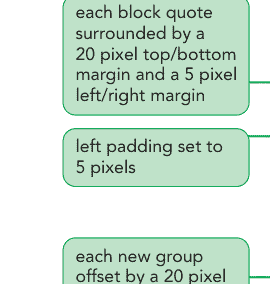 each block quote
surrounded by a
20 pixel top/bottom
margin and a 5 pixel
left/right margin
left padding set to
5 pixels
each new group
offset by a 20 pixel